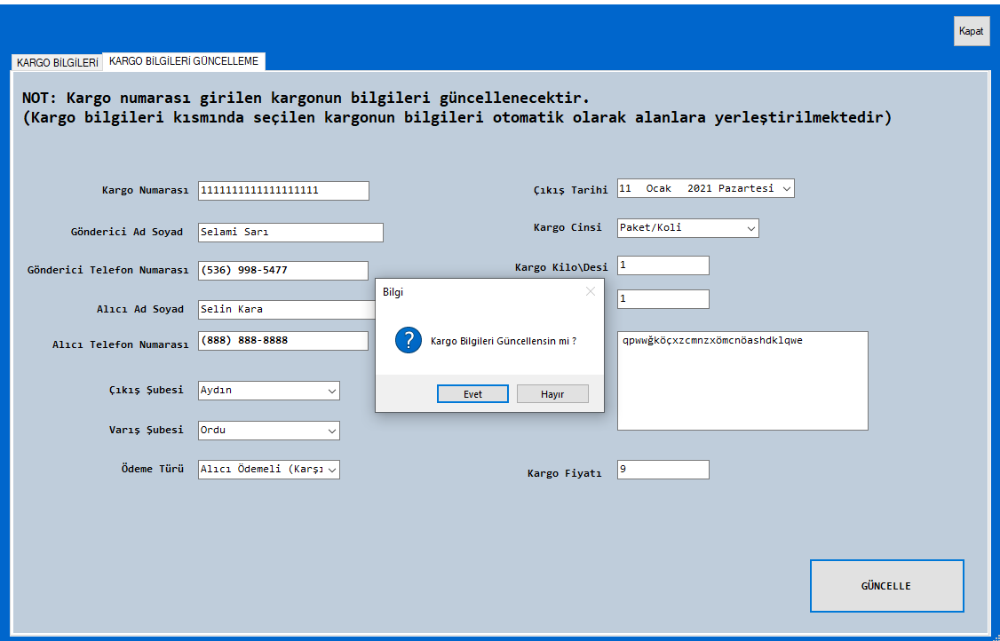 Kapat
KARGO BİLGİLERİ
KARGO BİLGİLERİ GÜNCELLEME
NOT: Kargo numarası girilen kargonun bilgileri güncellenecektir.
(Kargo bilgileri kısmında seçilen kargonun bilgileri otomatik olarak alanlara yerleştirilmektedir)
Kargo Numarası 1111111111111111111
Gönderici Ad Soyad Selami Sarı
Gönderici Telefon Numarası (536) 998-5477
Alıcı Ad Soyad Selin Kara
Alıcı Telefon Numarası (888) 888-8888
Çıkış Şubesi Aydın
Varış Şubesi Ordu
Ödeme Türü Alıcı Ödemeli (Karşı
Çıkış Tarihi 11 Ocak 2021 Pazartesi
Kargo Cinsi Paket/Koli
Kargo Kilo\Desi 1
1
qpwwğköçxzcmnzxömcnöashdklqwe
Kargo Fiyatı 9
Bilgi
Kargo Bilgileri Güncellensin mi ?
Evet
Hayır
GÜNCELLE